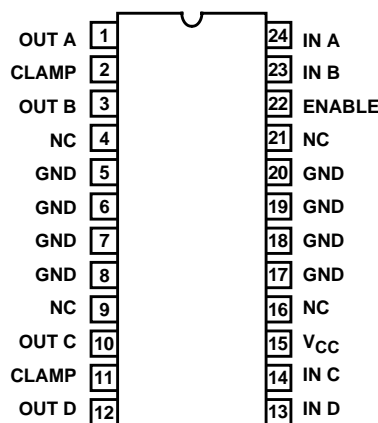 OUT A 1 24 IN A
CLAMP 2 23 IN B
OUT B 3 22 ENABLE
NC 4 21 NC
GND 5 20 GND
GND 6 19 GND
GND 7 18 GND
GND 8 17 GND
NC 9 16 NC
OUT C 10 15 VCC
CLAMP 11 14 IN C
OUT D 12 13 IN D